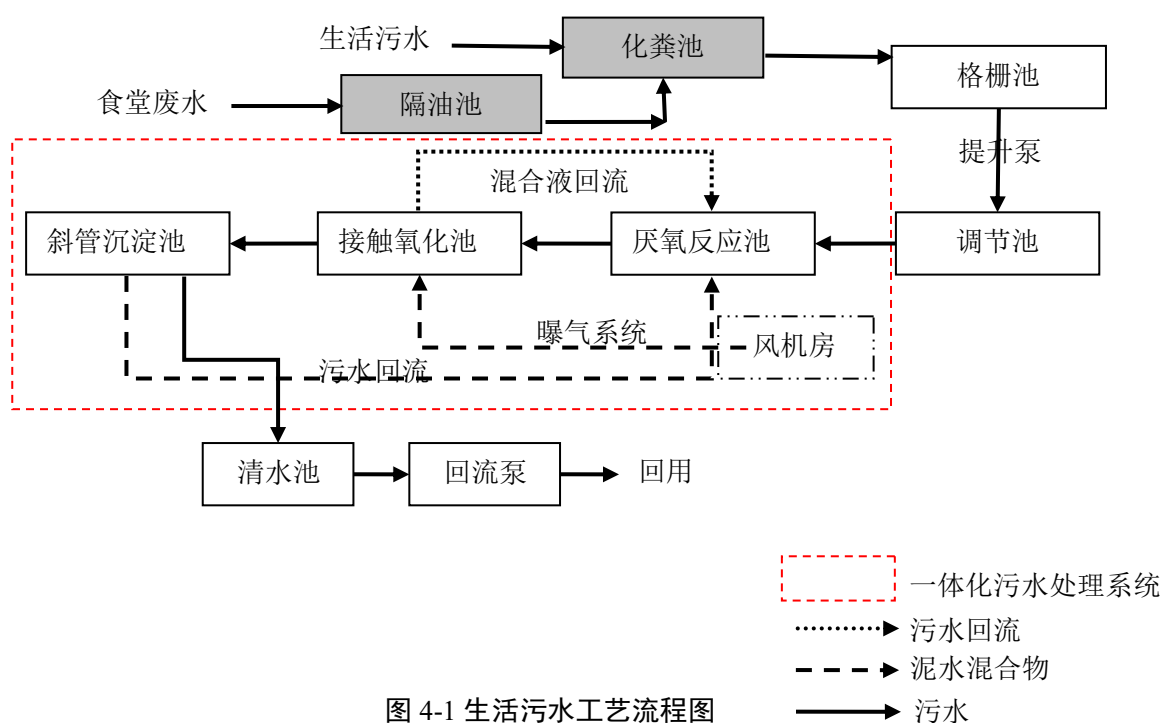 生活污水
化粪池
格栅池
食堂废水
隔油池
提升泵
混合液回流
斜管沉淀池
接触氧化池
厌氧反应池
调节池
曝气系统
风机房
污水回流
清水池
回流泵
回用
一体化污水处理系统
污水回流
泥水混合物
污水
图 4-1 生活污水工艺流程图